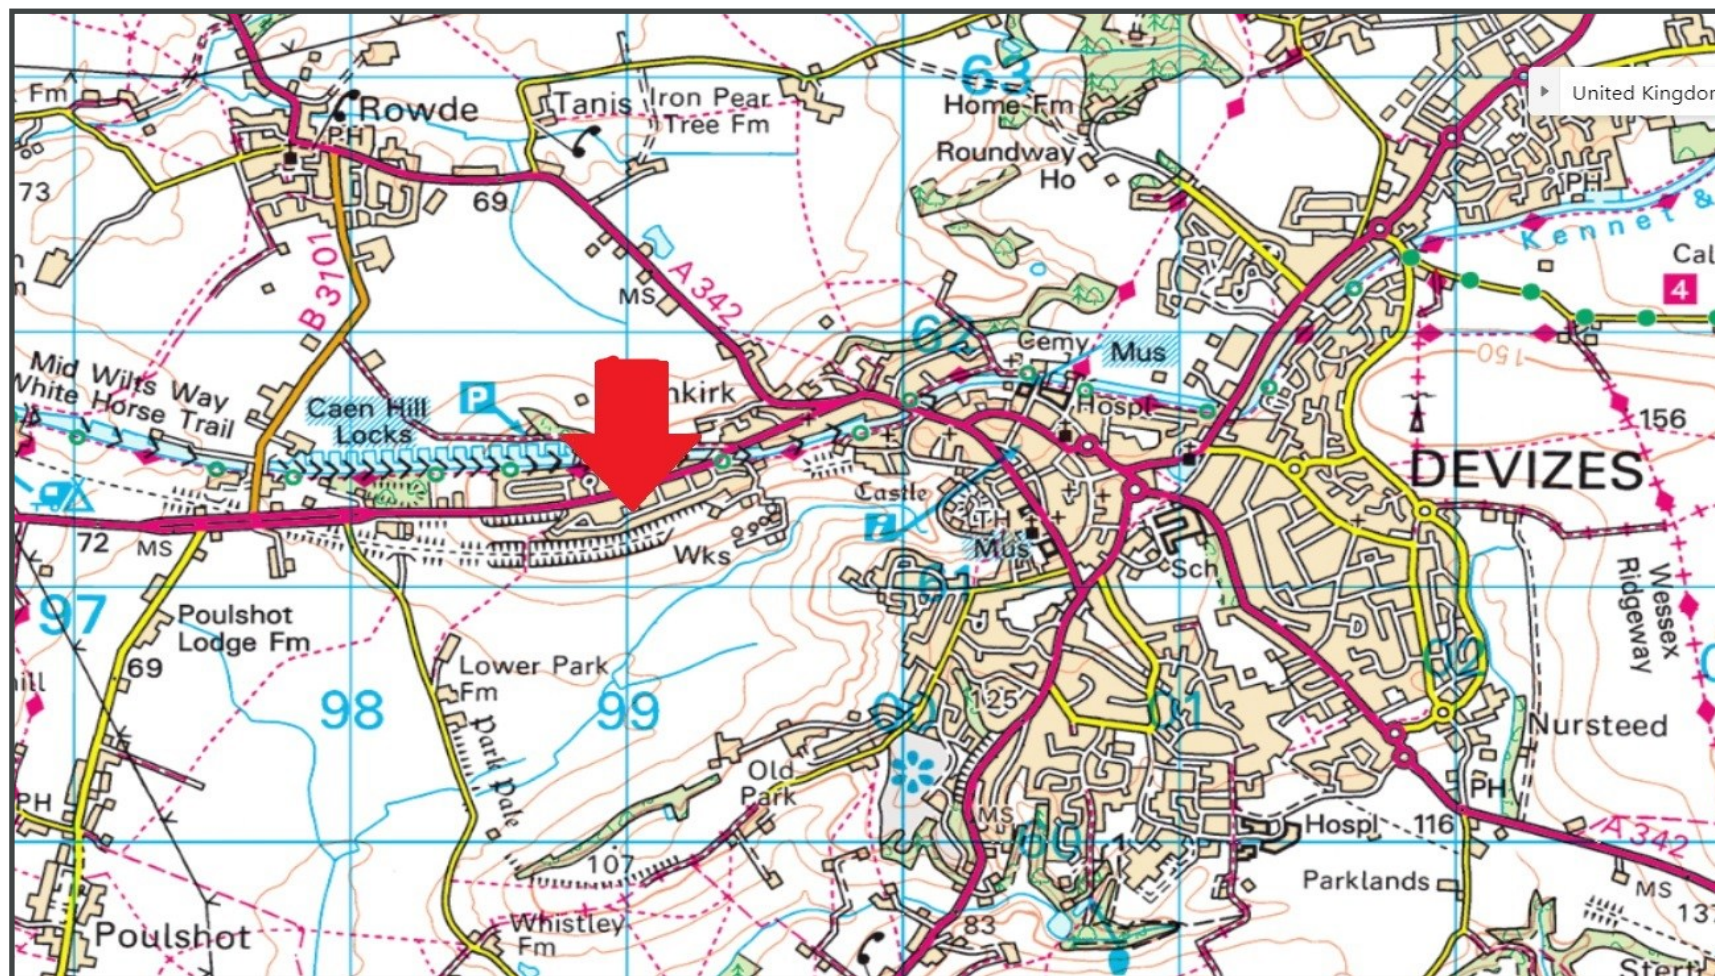 63
Fm
Rowde
PH
Tanis
Iron Pear
Tree Fm
Home Fm
United Kingdom
Roundway
Ho
PH
73
69
Kennet &
B 3101
A 342
MS
Cal
4
62
Cemy
Mus
150
Mid Wilts Way
White Horse Trail
P
nkirk
Caen Hill
Locks
Hospl
156
DEVIZES
Castle
i
TH
Mus
72
MS
Wks
Sch
61
Wessex
Ridgeway
97
Poulshot
Lodge Fm
69
Lower Park
Fm
02
ill
98
99
00
125
01
Nursteed
Park Pale
Old
Park
PH
PH
MS
60
Hospl
116
A 342
107
Parklands
MS
137
Poulshot
Whistley
Fm
83